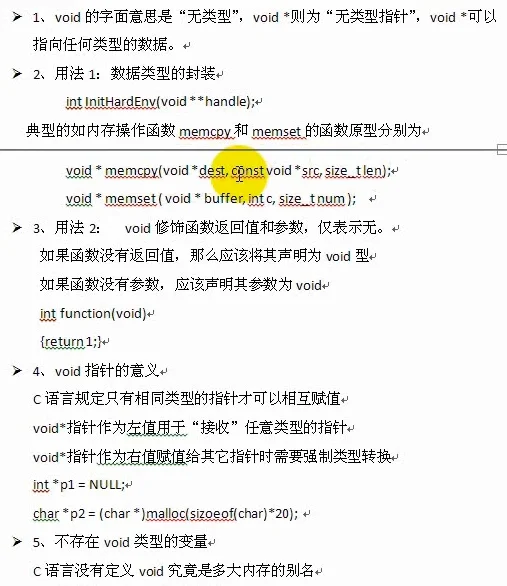 ➢ 1、void 的字面意思是“无类型”，void *则为“无类型指针”，void *可以
指向任何类型的数据。
➢ 2、用法 1：数据类型的封装
int InitHardEnv(void **handle);
典型的如内存操作函数 memcpy 和 memset 的函数原型分别为
void * memcpy(void *dest, const void *src, size_t len);
void * memset ( void * buffer, int c, size_t num );
➢ 3、用法 2： void 修饰函数返回值和参数，仅表示无。
如果函数没有返回值，那么应该将其声明为 void 型
如果函数没有参数，应该声明其参数为 void
int function(void)
{return 1;}
➢ 4、void 指针的意义
C 语言规定只有相同类型的指针才可以相互赋值
void*指针作为左值用于“接收”任意类型的指针
void*指针作为右值赋值给其它指针时需要强制类型转换
int *p1 = NULL;
char *p2 = (char *)malloc(sizoeof(char)*20);
➢ 5、不存在 void 类型的变量
C 语言没有定义 void 究竟是多大内存的别名